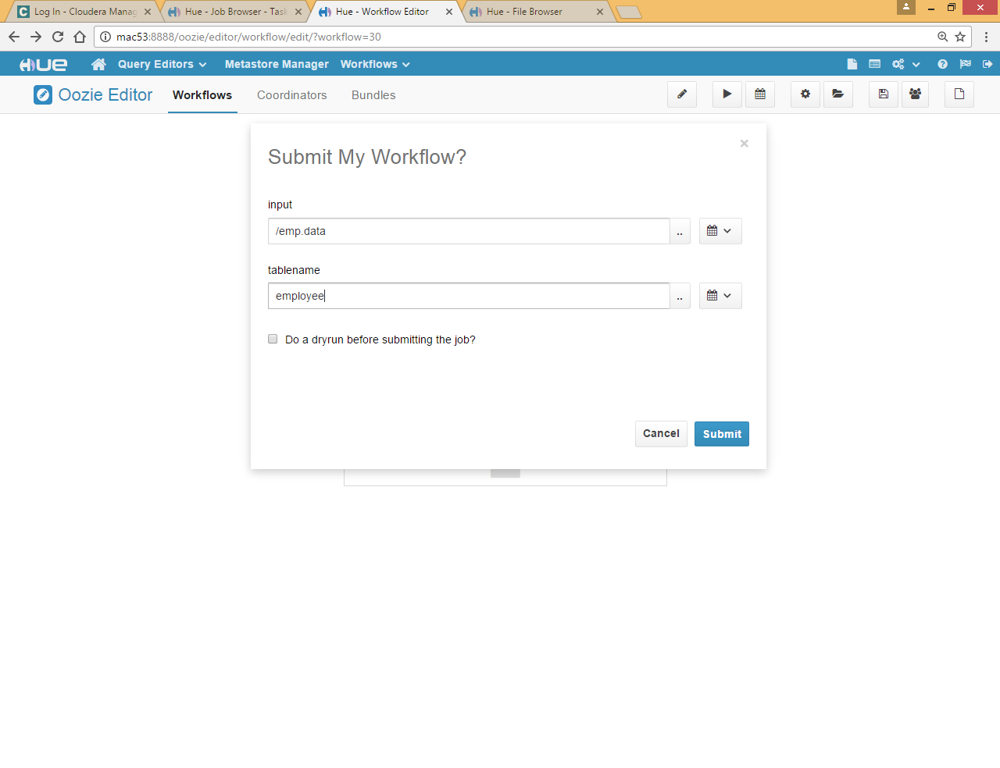 Log In - Cloudera Manag
Hue - Job Browser - Task
Hue - Workflow Editor
Hue - File Browser
mac53:8888/oozie/editor/workflow/edit/?workflow=30
HUE Query Editors Metastore Manager Workflows
Oozie Editor Workflows Coordinators Bundles
Submit My Workflow?
×
input
/emp.data ..
tablename
employee ..
Do a dryrun before submitting the job?
Cancel Submit